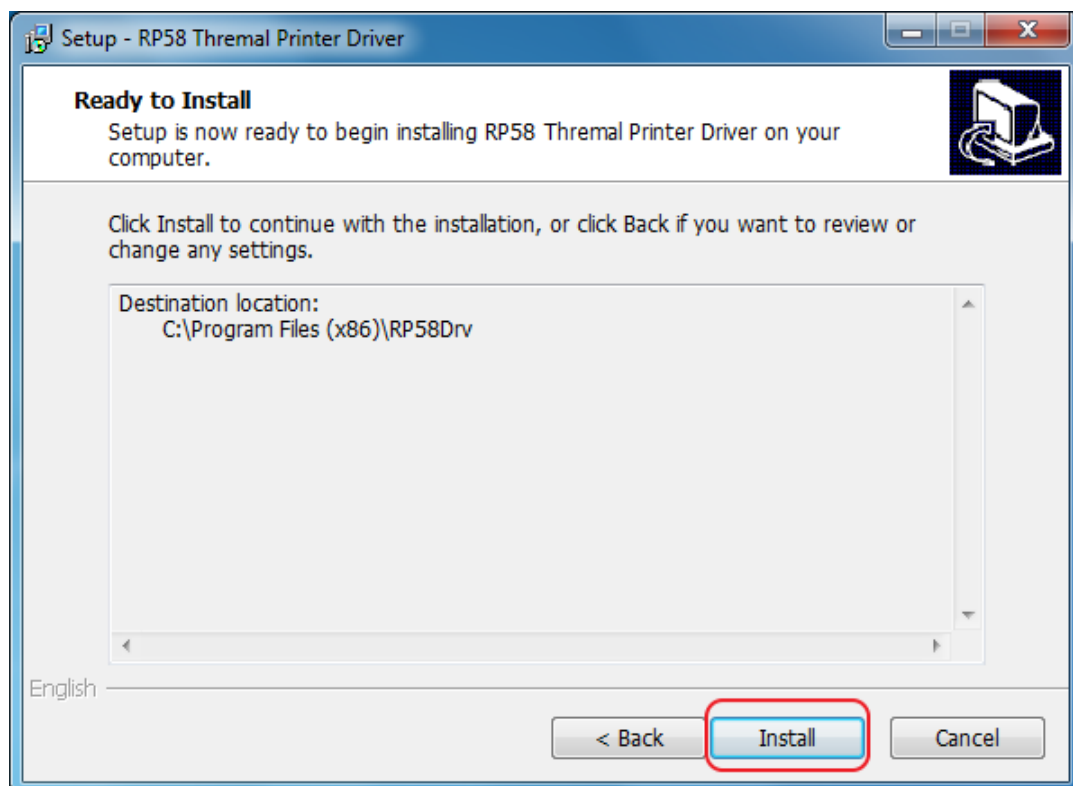 Setup - RP58 Thremal Printer Driver
Ready to Install
Setup is now ready to begin installing RP58 Thremal Printer Driver on your
computer.
Click Install to continue with the installation, or click Back if you want to review or
change any settings.
Destination location:
C:\Program Files (x86)\RP58Drv
English
< Back Install Cancel